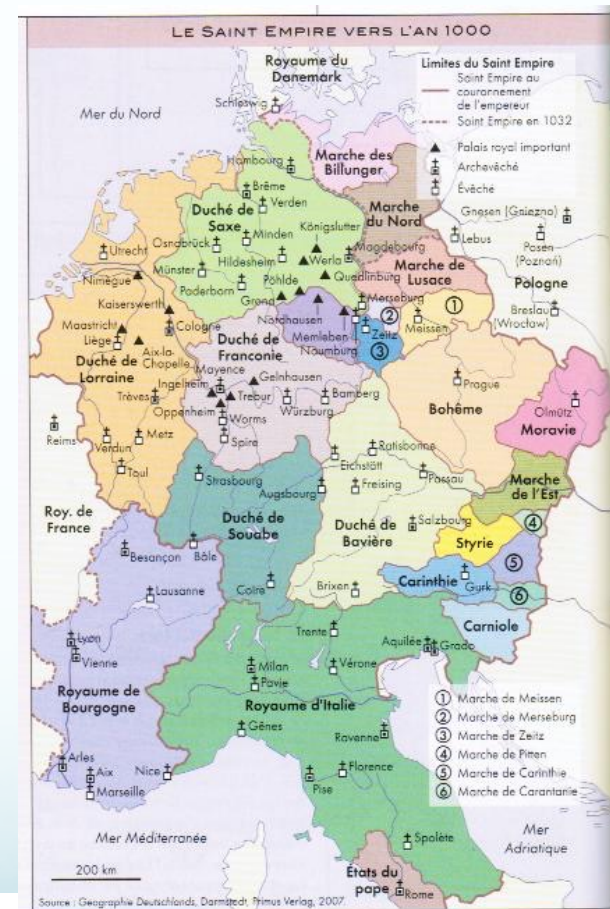 LE SAINT EMPIRE VERS L'AN 1000
Royaume du
Danemark
Schleswig
Mer du Nord
Limites du Saint Empire
Saint Empire au
couronnement
de l'empereur
Saint Empire en 1032
Palais royal important
Archevêché
Évêché
Hambourg
Marche des
Billunger
Brême
Verden
Duché de
Saxe
Marche
du Nord
Königslutter
Gnesen (Gniezno)
Lebus
Posen
(Poznań)
Utrecht
Osnabrück
Minden
Magdebourg
Hildesheim
Werla
Münster
Quedlinburg
Marche de
Lusace
Pologne
Nimègue
Paderborn
Pöhlde
Grona
Merseburg
Kaiserswerth
Nordhausen
Breslau
(Wrocław)
Maastricht
Cologne
Memleben
Meissen
Liège
Naumburg
Zeitz
Aix-la-
Chapelle
Duché de
Franconie
Duché de
Lorraine
Mayence
Gelnhausen
Ingelheim
Prague
Trèves
Trebur
Bamberg
Bohême
Olmütz
Oppenheim
Worms
Würzburg
Moravie
Reims
Verdun
Metz
Spire
Ratisbonne
Toul
Strasbourg
Eichstätt
Passau
Marche
de l'Est
Augsbourg
Freising
Roy. de
France
Duché de
Souabe
Duché de
Bavière
Salzbourg
Styrie
Besançon
Bâle
Lausanne
Coire
Brixen
Carinthie
Gurk
Carniole
Lyon
Trente
Aquilée
Grado
Vienne
Milan
Vérone
Pavie
Royaume de
Bourgogne
Royaume d'Italie
1 Marche de Meissen
2 Marche de Merseburg
3 Marche de Zeitz
4 Marche de Pitten
5 Marche de Carinthie
6 Marche de Carantanie
Gênes
Ravenne
Arles
Aix
Nice
Florence
Marseille
Pise
Mer Méditerranée
Spolète
Mer
Adriatique
200 km
États du
pape
Rome
Source : Geographie Deutschlands, Darmstadt, Primus Verlag, 2007.